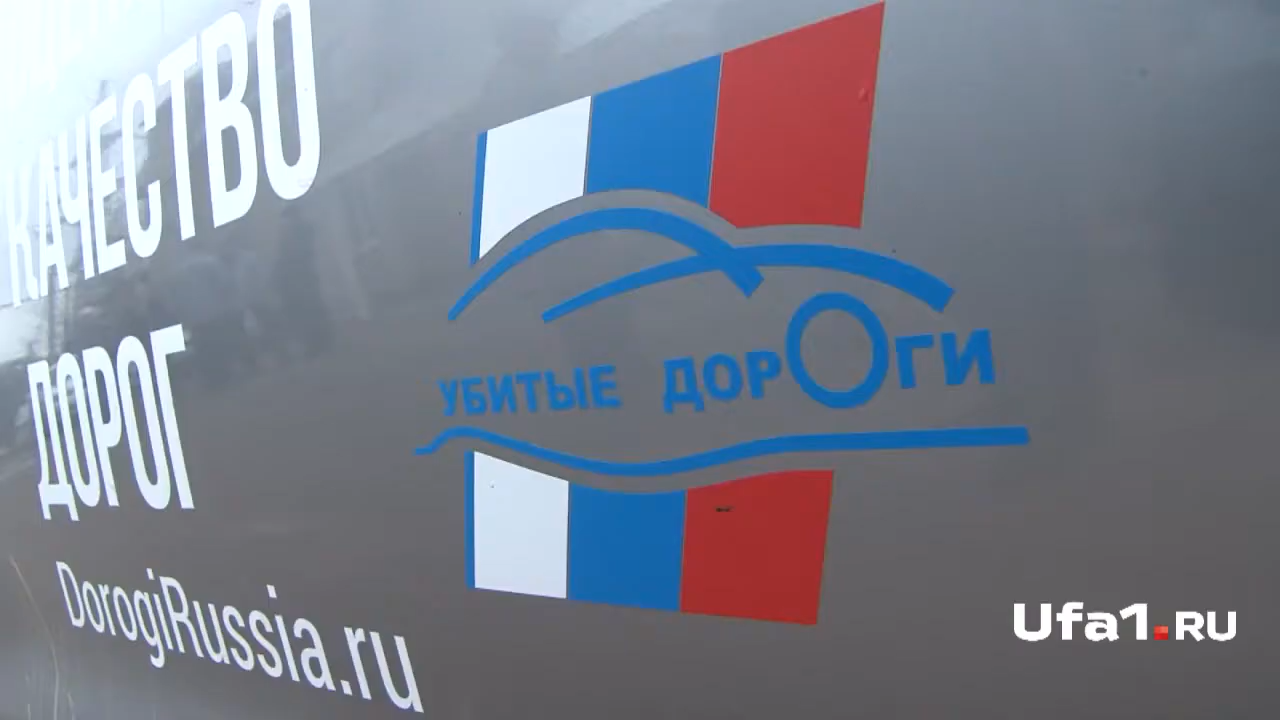 КАЧЕСТВО
ДОРОГ
DorogiRussia.ru
УБИТЫЕ ДОРОГИ
Ufa1.RU